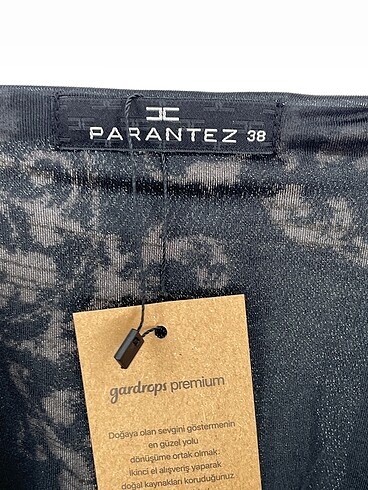 PARANTEZ 38
gardrops premium
Doğaya olan sevgini göstermenin
en güzel yolu
dönüşüme ortak olmak:
İkinci el alışveriş yaparak
doğal kaynakları koruduğunuz